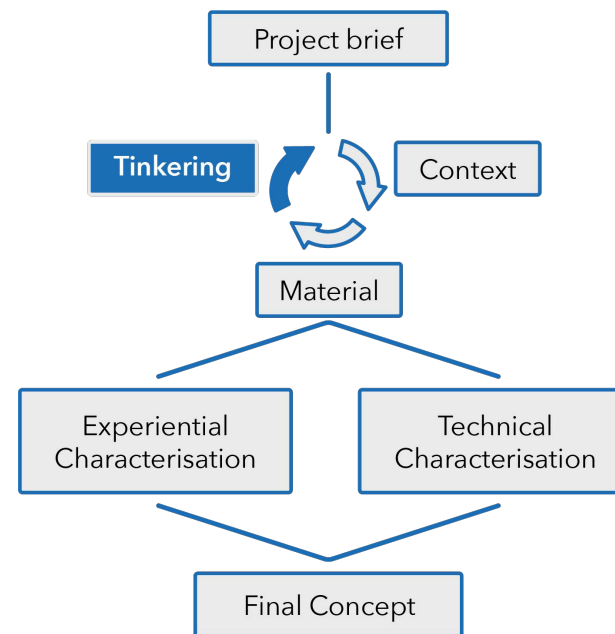 Project brief
Tinkering
Context
Material
Experiential
Characterisation
Technical
Characterisation
Final Concept